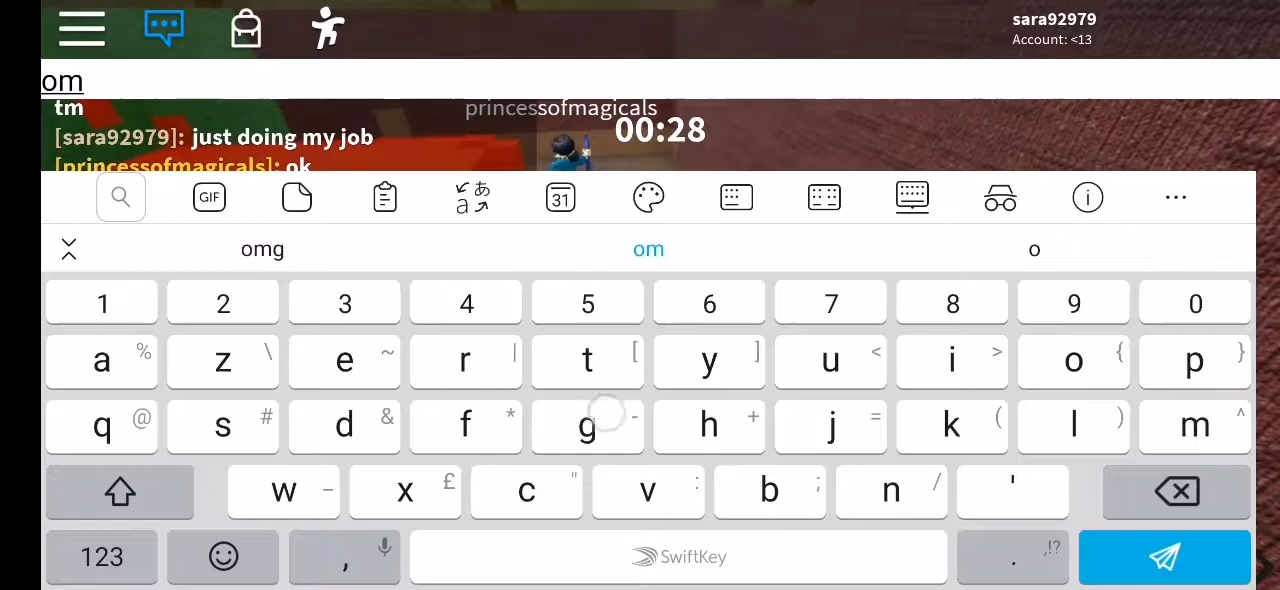 sara92979
Account: <13
om
tm
princessofmagicals
00:28
[sara92979]: just doing my job
[princessofmagicals]: ok
GIF
あ
a
31
omg om o
1 2 3 4 5 6 7 8 9 0
a % z \ e ~ r | t [ y ] u < i > o { p }
q @ s # d & f * g - h + j = k ( l ) m ^
w _ x £ c " v : b ; n / '
123 , SwiftKey . ,!?